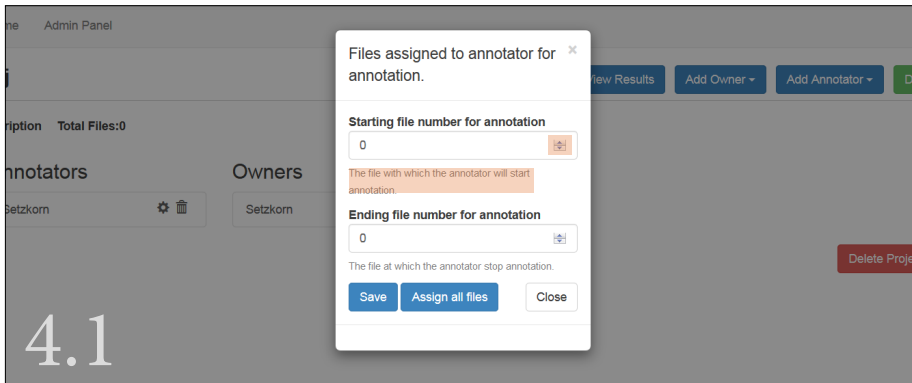 me Admin Panel
Files assigned to annotator for
annotation.
×
View Results Add Owner Add Annotator D
ription Total Files:0
Starting file number for annotation
0
The file with which the annotator will start
annotation.
nnotators Owners
Setzkorn Setzkorn
Ending file number for annotation
0
The file at which the annotator stop annotation.
Delete Proje
Save Assign all files Close
4.1